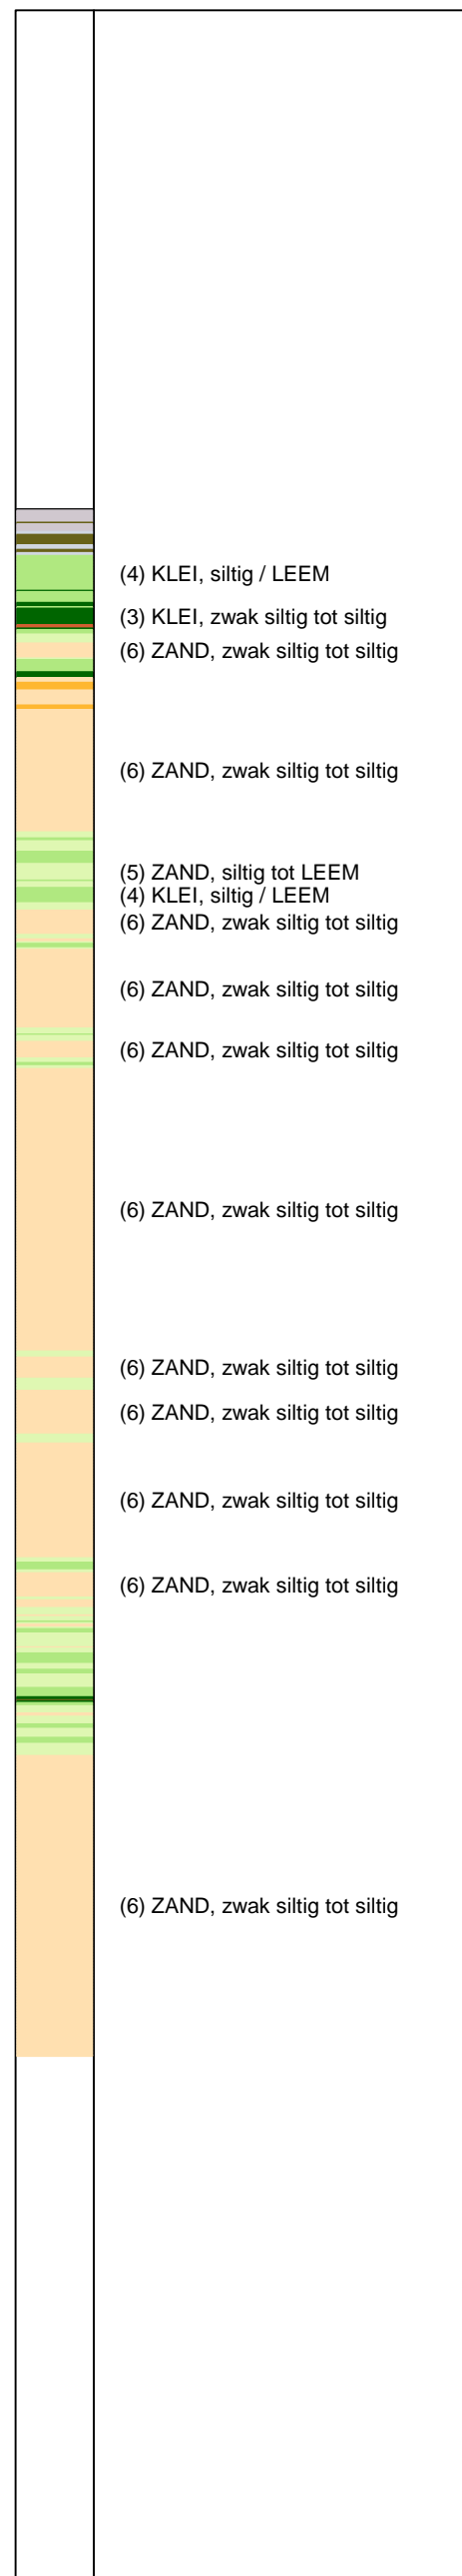 (4) KLEI, siltig / LEEM
(3) KLEI, zwak siltig tot siltig
(6) ZAND, zwak siltig tot siltig
(6) ZAND, zwak siltig tot siltig
(5) ZAND, siltig tot LEEM
(4) KLEI, siltig / LEEM
(6) ZAND, zwak siltig tot siltig
(6) ZAND, zwak siltig tot siltig
(6) ZAND, zwak siltig tot siltig
(6) ZAND, zwak siltig tot siltig
(6) ZAND, zwak siltig tot siltig
(6) ZAND, zwak siltig tot siltig
(6) ZAND, zwak siltig tot siltig
(6) ZAND, zwak siltig tot siltig
(6) ZAND, zwak siltig tot siltig